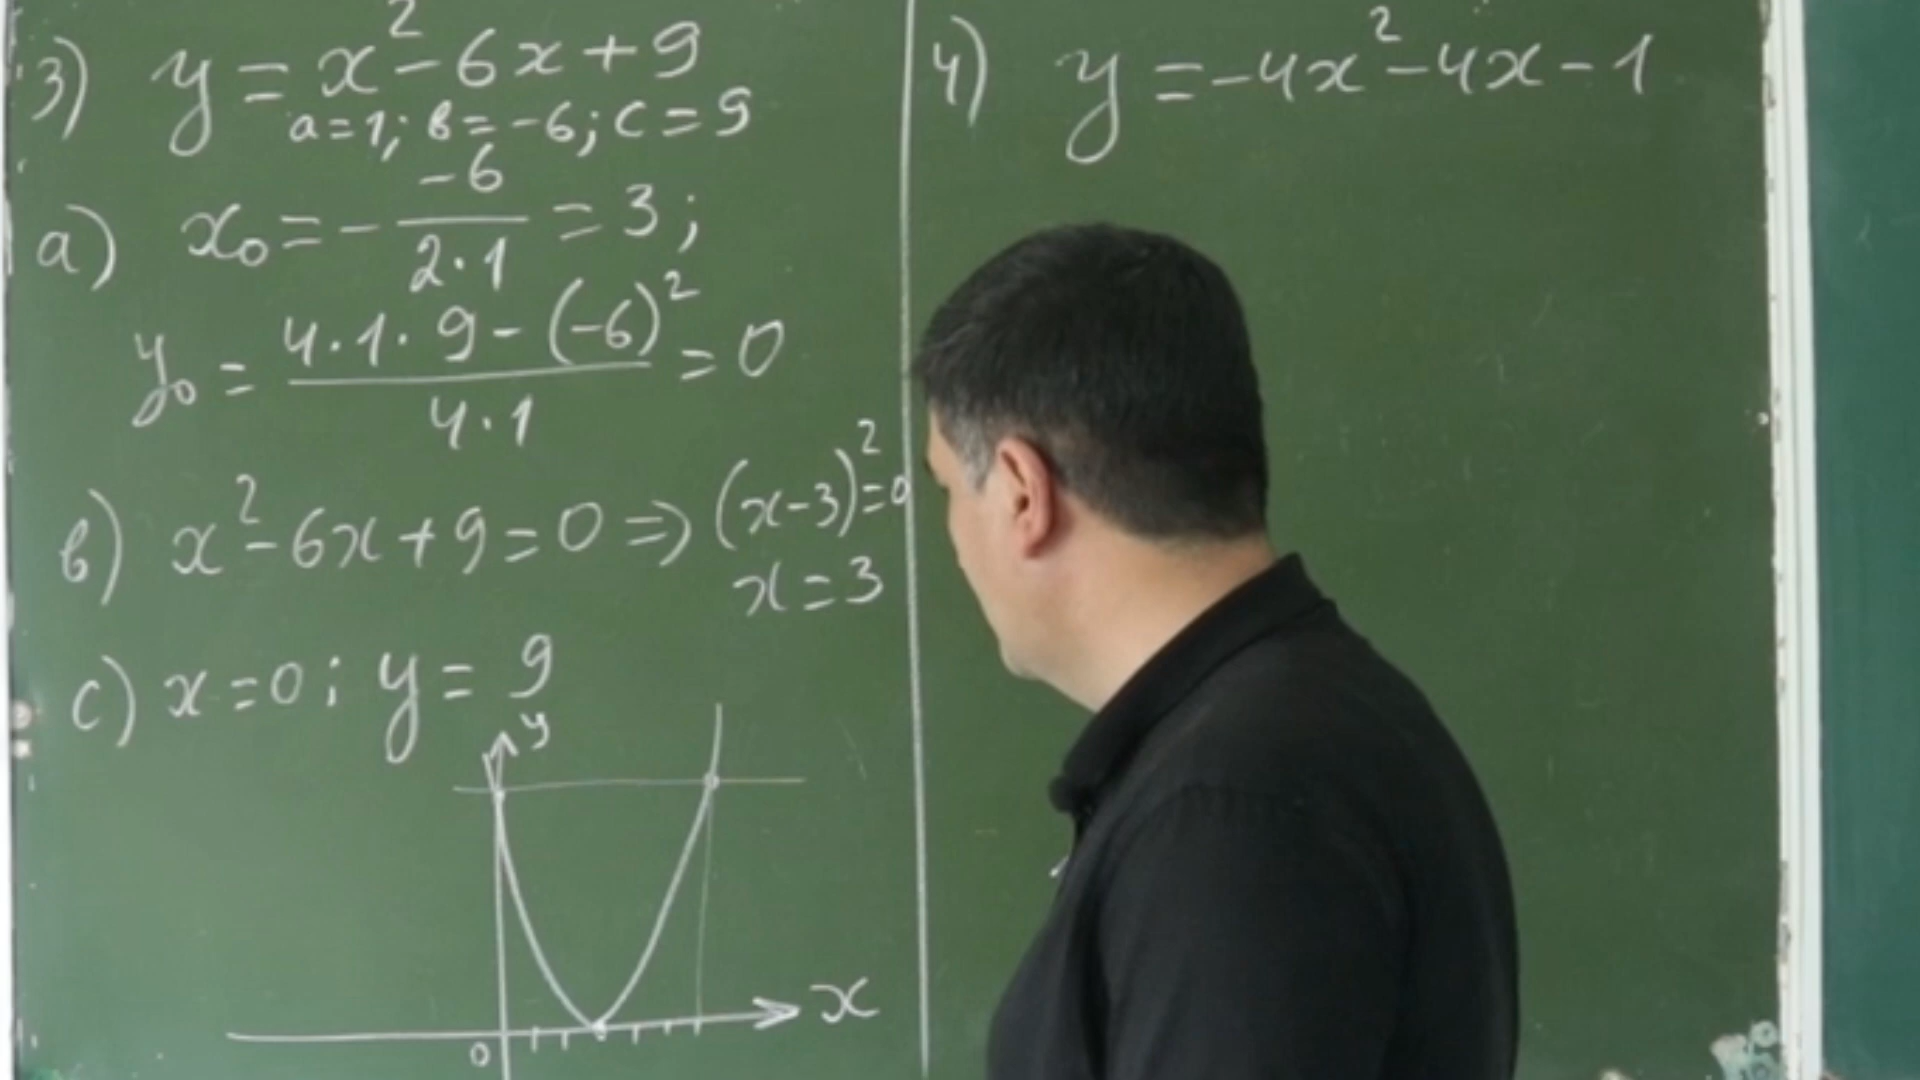 3) y = x² - 6x + 9
a=1; b=-6; c=9
a) x₀ = - -6/2·1 = 3;
y₀ = 4·1·9-(-6)²/4·1 = 0
b) x² - 6x + 9 = 0 ⇒ (x-3)² = 0
x = 3
c) x = 0; y = 9
y
x
0
4) y = -4x² - 4x - 1